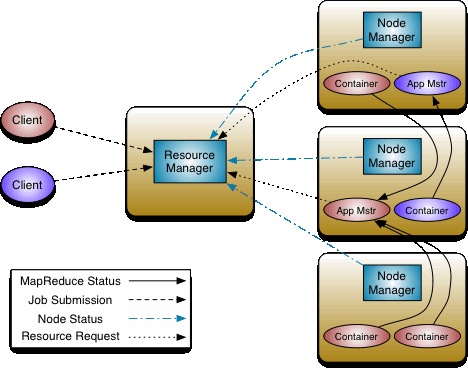 Node
Manager
Container
App Mstr
Client
Client
Resource
Manager
Node
Manager
App Mstr
Container
Node
Manager
Container
Container
MapReduce Status
Job Submission
Node Status
Resource Request